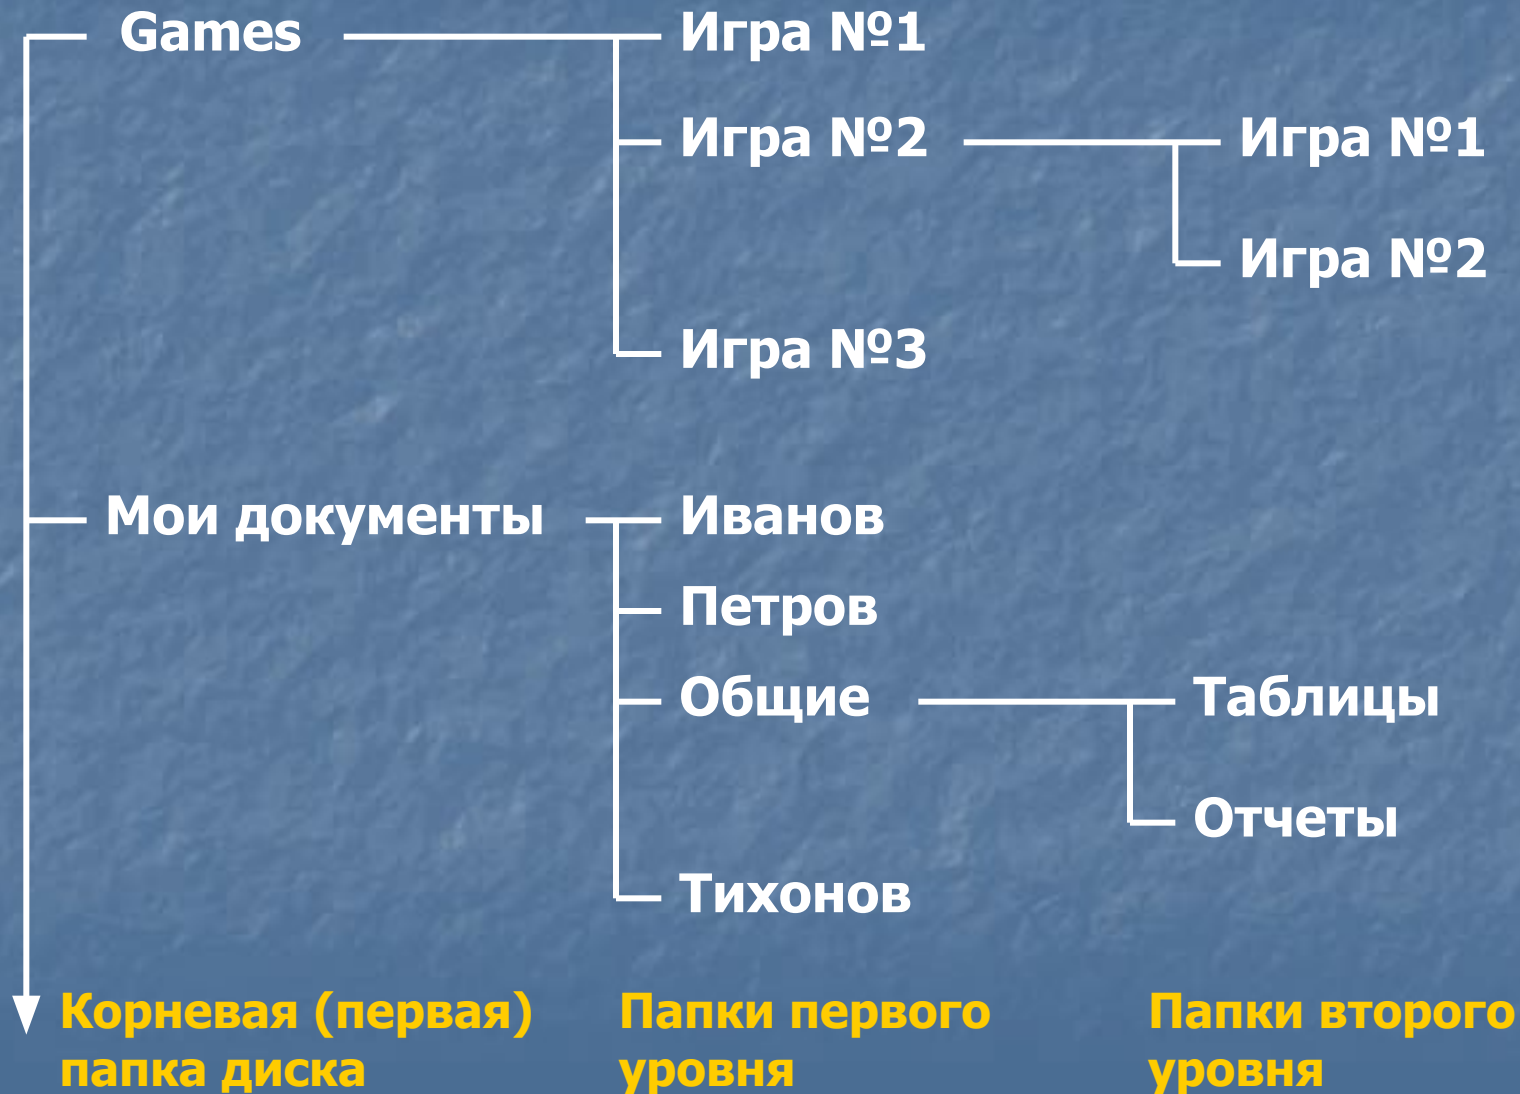 Games
Игра №1
Игра №2
Игра №1
Игра №2
Игра №3
Мои документы
Иванов
Петров
Общие
Таблицы
Отчеты
Тихонов
Корневая (первая)
папка диска
Папки первого
уровня
Папки второго
уровня